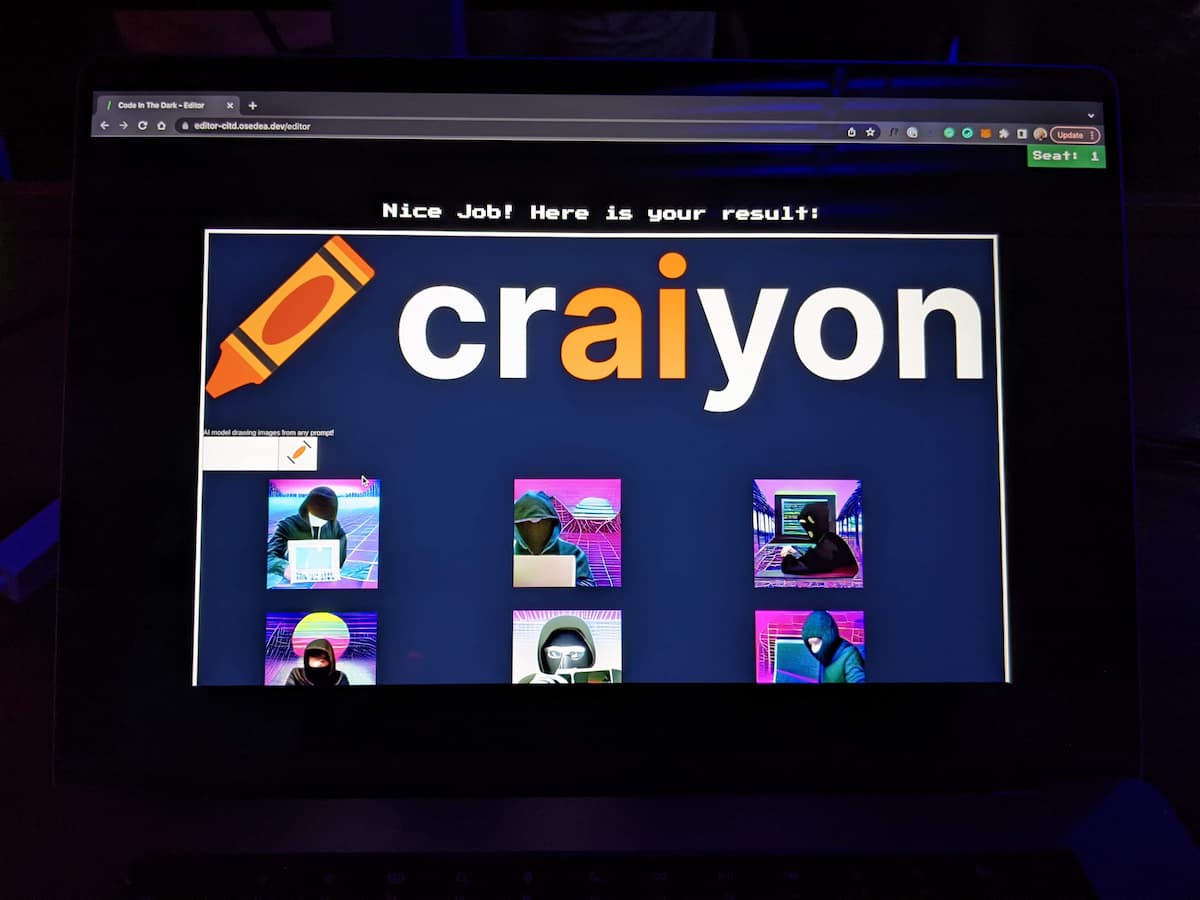 Code In The Dark - Editor
editor-citd.osedea.dev/editor
Update
Seat: 1
Nice Job! Here is your result:
craiyon
AI model drawing images from any prompt!